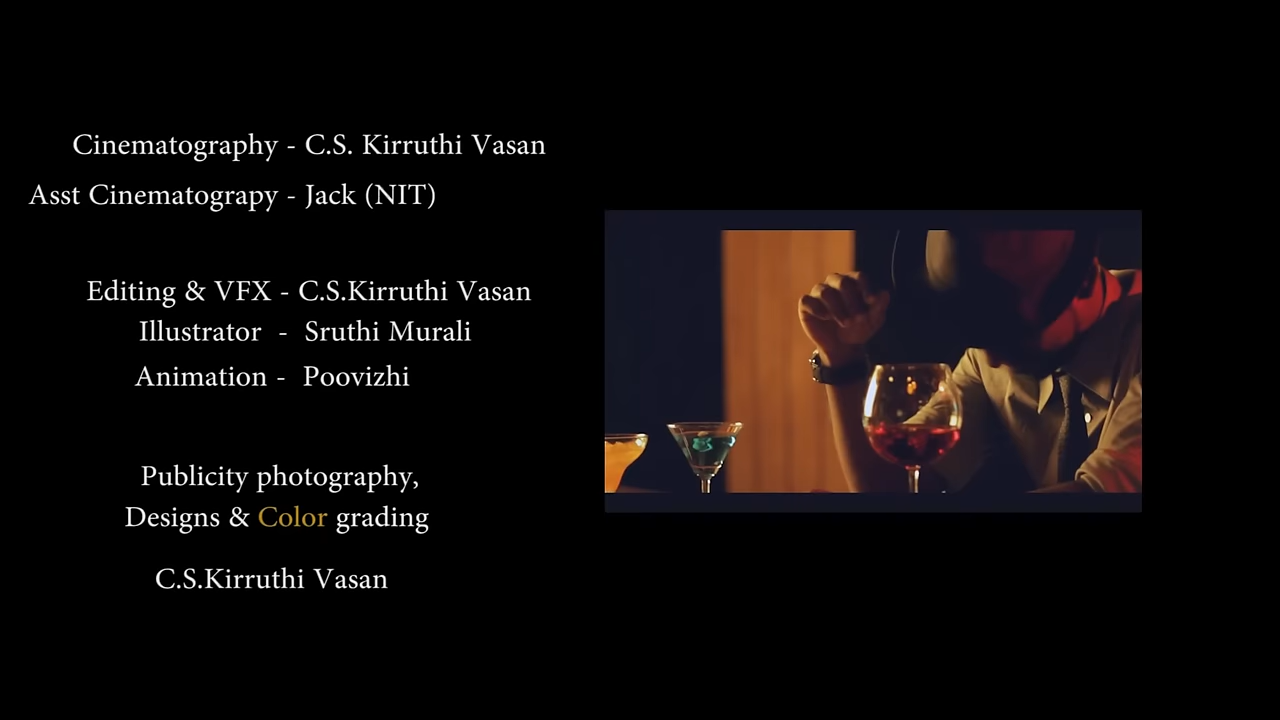 Cinematography - C.S. Kirruthi Vasan
Asst Cinematograpy - Jack (NIT)
Editing & VFX - C.S.Kirruthi Vasan
Illustrator - Sruthi Murali
Animation - Poovizhi
Publicity photography,
Designs & Color grading
C.S.Kirruthi Vasan